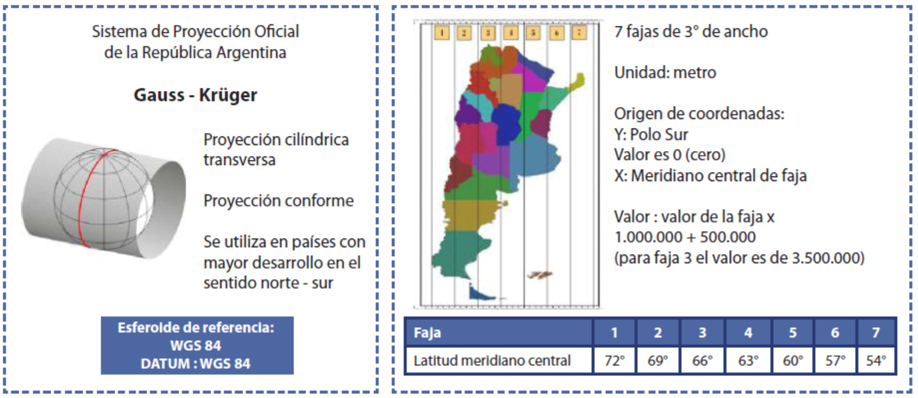 Sistema de Proyección Oficial
de la República Argentina
Gauss - Krüger
Proyección cilíndrica
transversa
Proyección conforme
Se utiliza en países con
mayor desarrollo en el
sentido norte - sur
Esferoide de referencia:
WGS 84
DATUM : WGS 84
1 2 3 4 5 6 7
7 fajas de 3° de ancho
Unidad: metro
Origen de coordenadas:
Y: Polo Sur
Valor es 0 (cero)
X: Meridiano central de faja
Valor : valor de la faja x
1.000.000 + 500.000
(para faja 3 el valor es de 3.500.000)
Faja 1 2 3 4 5 6 7
Latitud meridiano central 72° 69° 66° 63° 60° 57° 54°